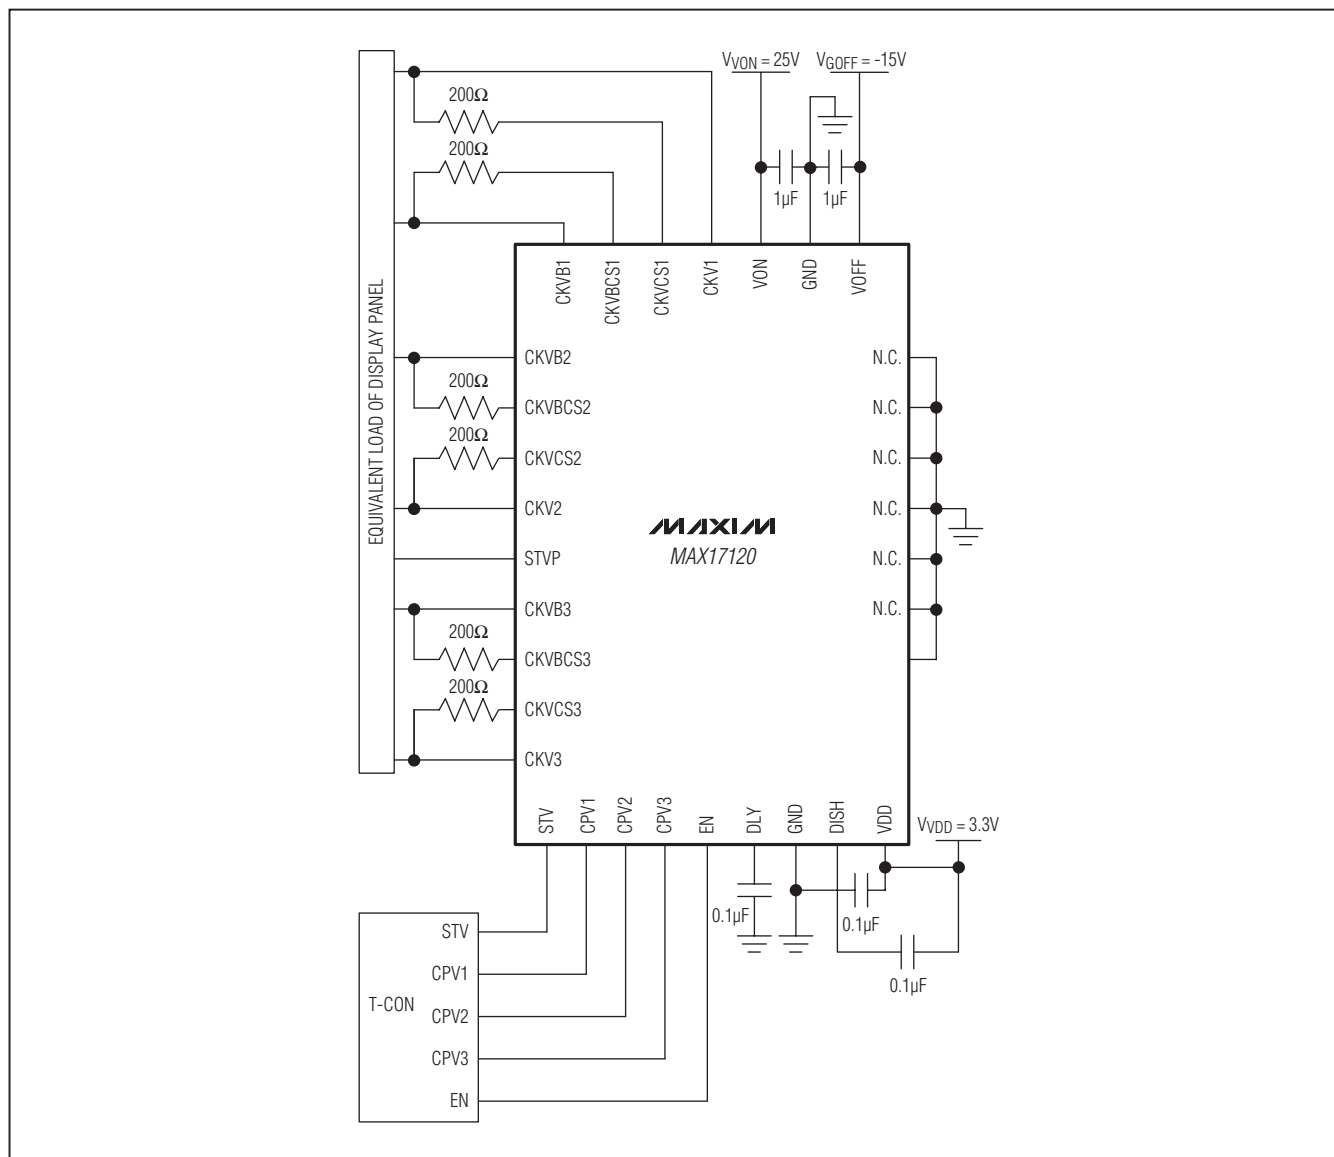 VVON = 25V
VGOFF = -15V
200Ω
200Ω
1µF
1µF
CKVB1
CKVBCS1
CKVCS1
CKV1
VON
GND
VOFF
EQUIVALENT LOAD OF DISPLAY PANEL
CKVB2
N.C.
200Ω
CKVBCS2
N.C.
200Ω
CKVCS2
N.C.
CKV2
N.C.
MAXIM
MAX17120
STVP
N.C.
CKVB3
N.C.
200Ω
CKVBCS3
200Ω
CKVCS3
CKV3
STV
CPV1
CPV2
CPV3
EN
DLY
GND
DISH
VDD
VVDD = 3.3V
0.1µF
0.1µF
0.1µF
T-CON
STV
CPV1
CPV2
CPV3
EN